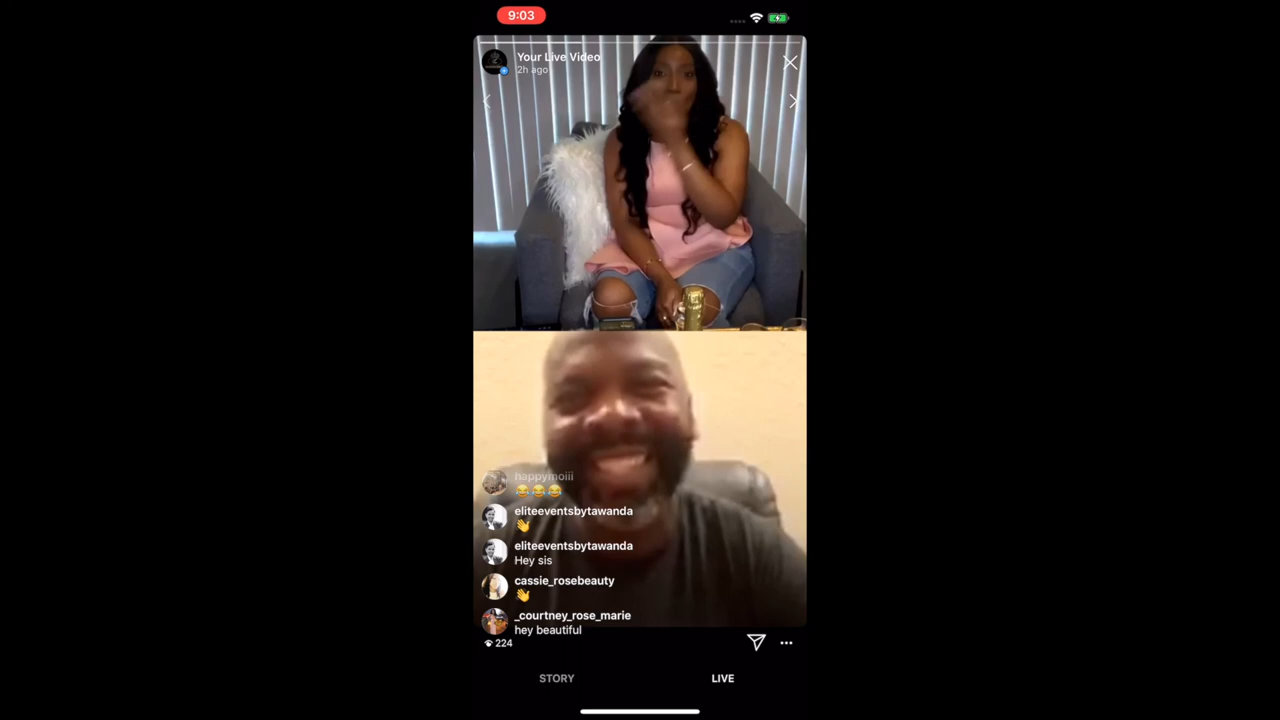 9:03
Your Live Video
2h ago
happymoiii
😂😂😂
eliteeventsbytawanda
👋
eliteeventsbytawanda
Hey sis
cassie_rosebeauty
👋
_courtney_rose_marie
hey beautiful
224
STORY
LIVE